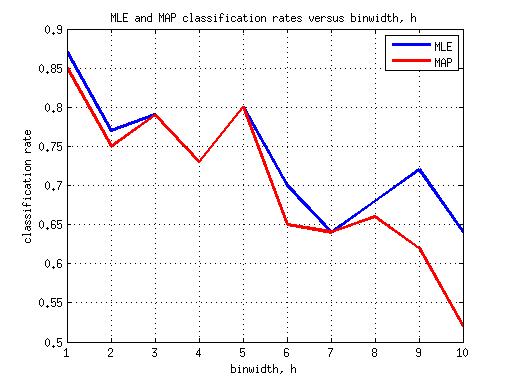 MLE and MAP classification rates versus binwidth, h
MLE
MAP
classification rate
0.9
0.85
0.8
0.75
0.7
0.65
0.6
0.55
0.5
1 2 3 4 5 6 7 8 9 10
binwidth, h